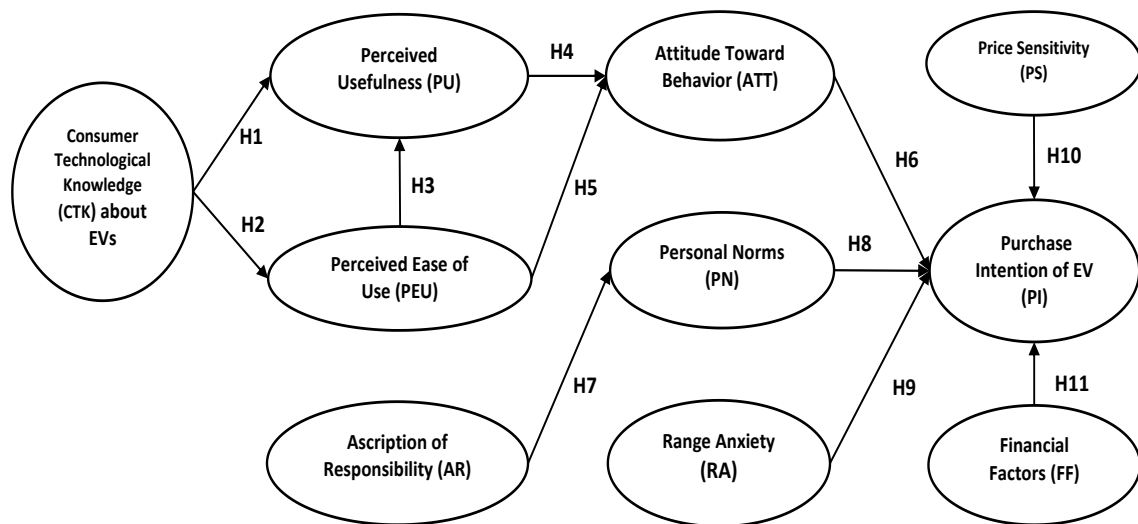 Consumer
Technological
Knowledge
(CTK) about
EVs
H1
H2
Perceived
Usefulness (PU)
H3
Perceived Ease of
Use (PEU)
H4
H5
Attitude Toward
Behavior (ATT)
H6
Ascription of
Responsibility (AR)
H7
Personal Norms
(PN)
H8
Range Anxiety
(RA)
H9
Price Sensitivity
(PS)
H10
Purchase
Intention of EV
(PI)
H11
Financial
Factors (FF)